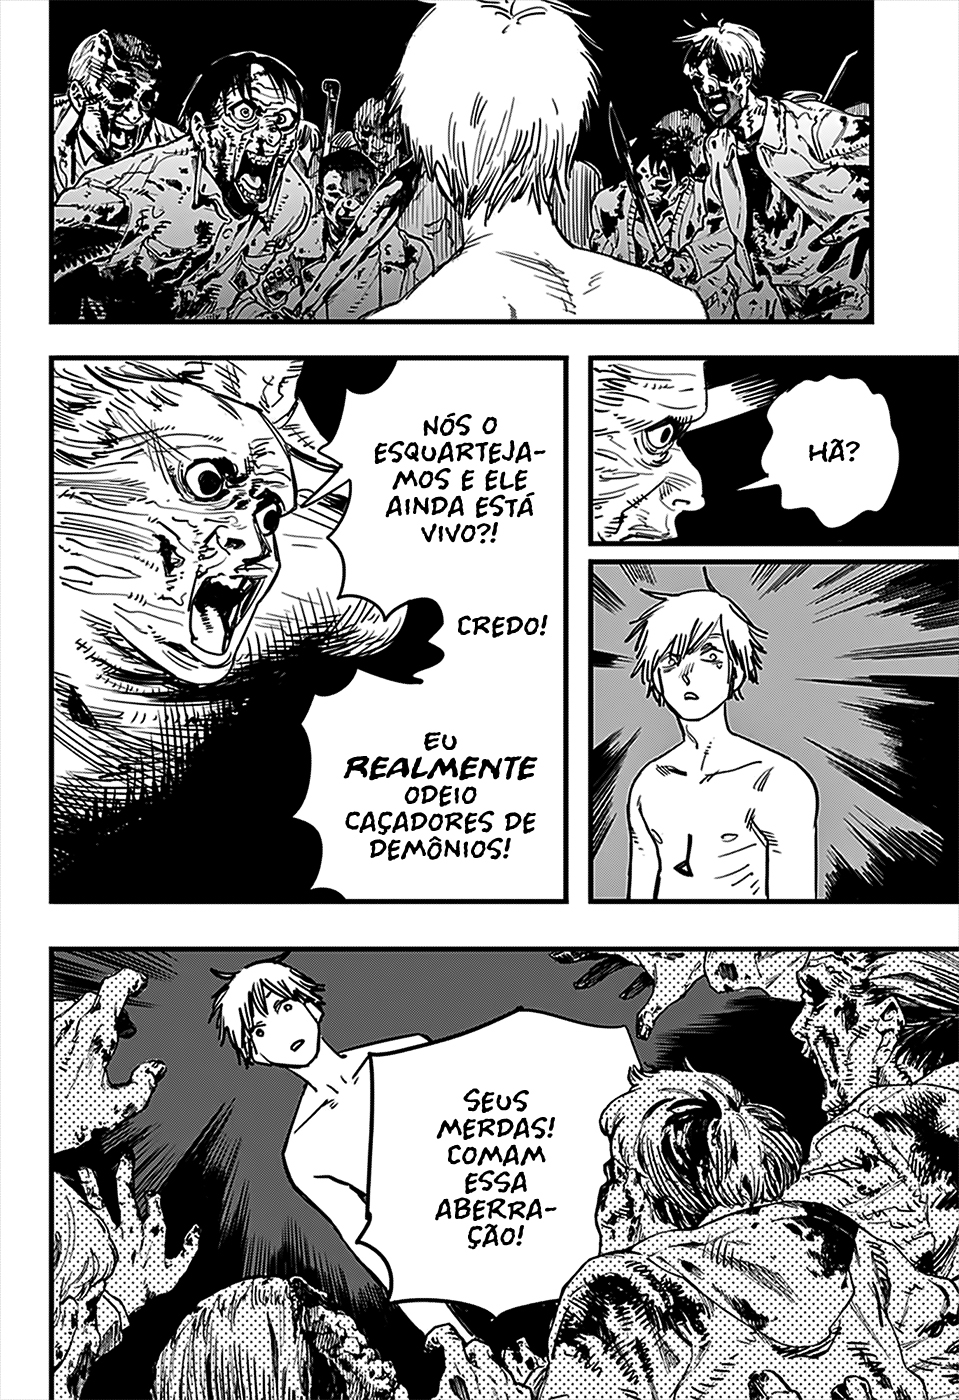 HÃ?
NÓS O
ESQUARTEJA-
MOS E ELE
AINDA ESTÁ
VIVO?!
CREDO!
EU
REALMENTE
ODEIO
CAÇADORES DE
DEMÔNIOS!
SEUS
MERDAS!
COMAM
ESSA
ABERRA-
ÇÃO!